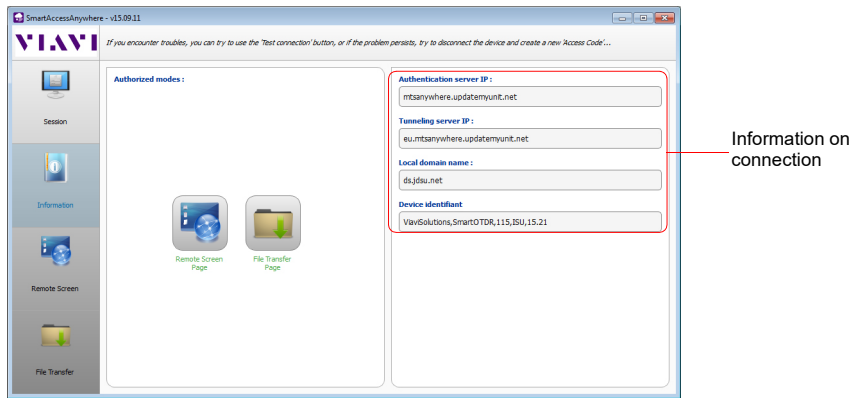 SmartAccessAnywhere - v15.09.11
VIAVI
If you encounter troubles, you can try to use the 'Test connection' button, or if the problem persists, try to disconnect the device and create a new 'Access Code'...
Session
Information
Remote Screen
File Transfer
Authorized modes :
Remote Screen
Page
File Transfer
Page
Authentication server IP :
mtsanywhere.updatemyunit.net
Tunneling server IP :
eu.mtsanywhere.updatemyunit.net
Local domain name :
ds.jdsu.net
Device identifiant
ViaviSolutions,SmartOTDR,115,ISU,15.21
Information on
connection